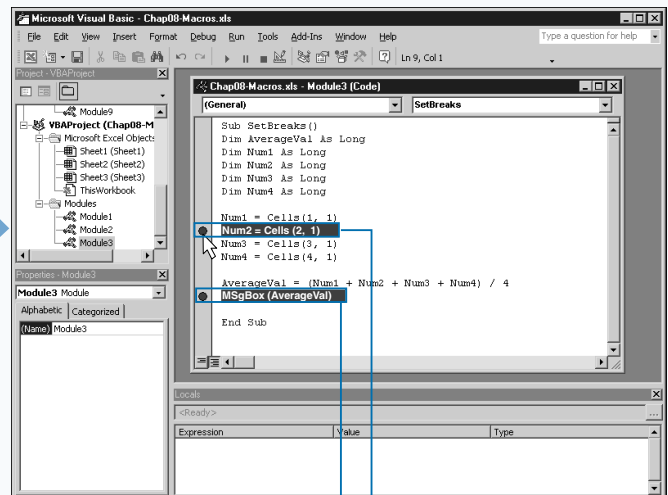 Microsoft Visual Basic - Chap08-Macros.xls
File Edit View Insert Format Debug Run Tools Add-Ins Window Help
Type a question for help
Ln 9, Col 1
Project - VBAProject
Module9
VBAProject (Chap08-M
Microsoft Excel Objects
Sheet1 (Sheet1)
Sheet2 (Sheet2)
Sheet3 (Sheet3)
ThisWorkbook
Modules
Module1
Module2
Module3
Properties - Module3
Module3 Module
Alphabetic Categorized
(Name) Module3
Chap08-Macros.xls - Module3 (Code)
(General) SetBreaks
Sub SetBreaks()
Dim AverageVal As Long
Dim Num1 As Long
Dim Num2 As Long
Dim Num3 As Long
Dim Num4 As Long
Num1 = Cells(1, 1)
Num2 = Cells (2, 1)
Num3 = Cells(3, 1)
Num4 = Cells(4, 1)
AverageVal = (Num1 + Num2 + Num3 + Num4) / 4
MSgBox (AverageVal)
End Sub
Locals
<Ready>
...
Expression Value Type